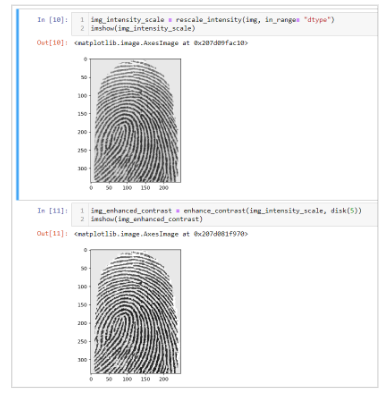 In [10]: 1 img_intensity_scale = rescale_intensity(img, in_range= "dtype")
2 imshow(img_intensity_scale)
Out[10]: <matplotlib.image.AxesImage at 0x207d09fac10>
0
50
100
150
200
250
300
0 50 100 150 200
In [11]: 1 img_enhanced_contrast = enhance_contrast(img_intensity_scale, disk(5))
2 imshow(img_enhanced_contrast)
Out[11]: <matplotlib.image.AxesImage at 0x207d081f970>
0
50
100
150
200
250
300
0 50 100 150 200